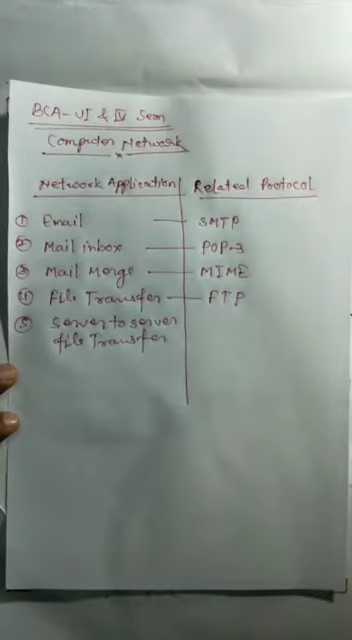 BCA-VI & IV Sem
Computer Network
Network Application Related Protocol
① Email — SMTP
② Mail inbox — POP-3
③ Mail Merge — MIME
④ File Transfer — FTP
⑤ Server to server
file Transfer